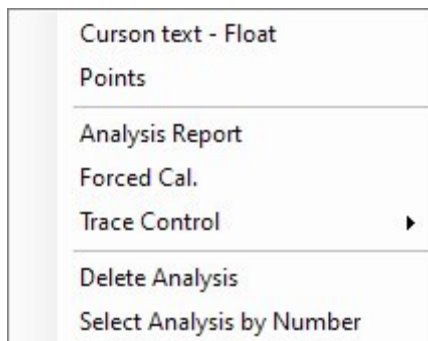 Curson text - Float
Points
Analysis Report
Forced Cal.
Trace Control
Delete Analysis
Select Analysis by Number